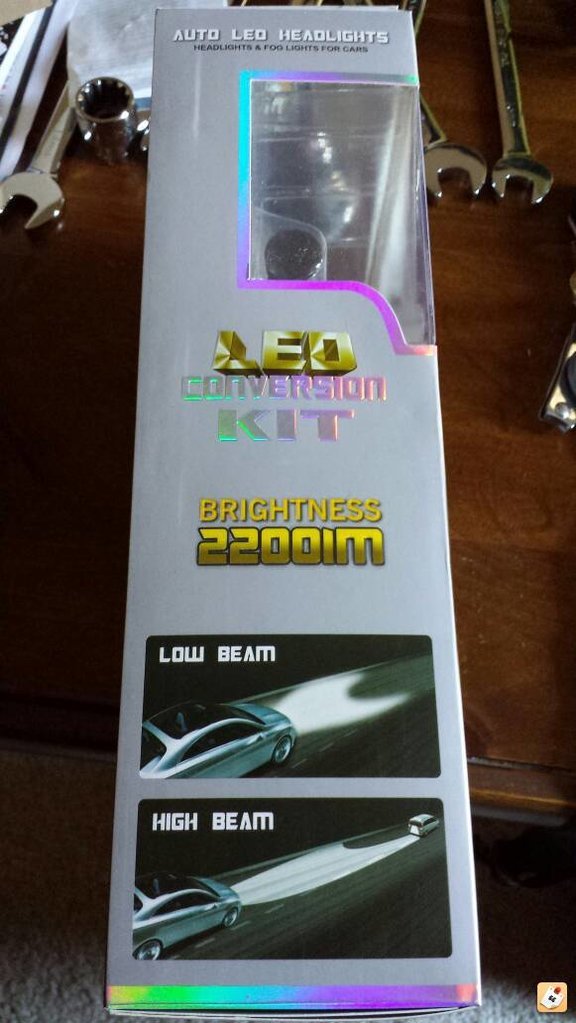 AUTO LED HEADLIGHTS
HEADLIGHTS & FOG LIGHTS FOR CARS
LED
CONVERSION
KIT
BRIGHTNESS
2200lM
LOW BEAM
HIGH BEAM